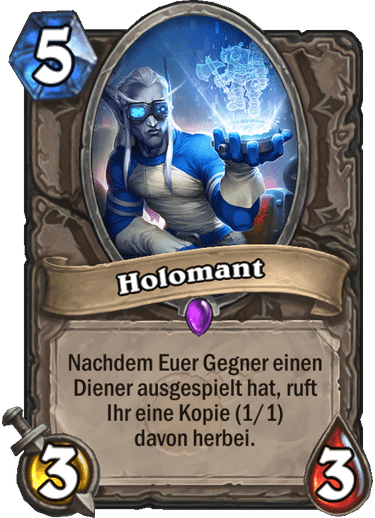 5
Holomant
Nachdem Euer Gegner einen
Diener ausgespielt hat, ruft
Ihr eine Kopie (1/1)
davon herbei.
3
3